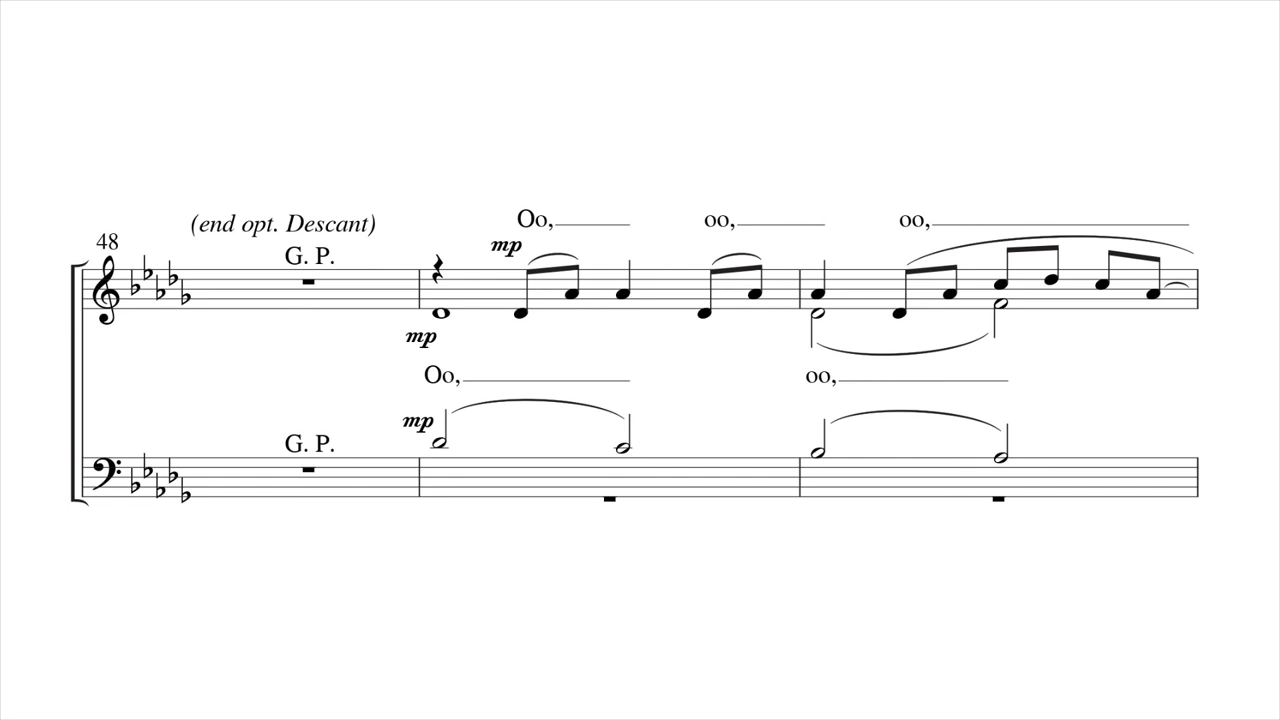 (end opt. Descant)
48
G. P.
Oo, oo, oo,
mp
mp
Oo, oo,
mp
G. P.